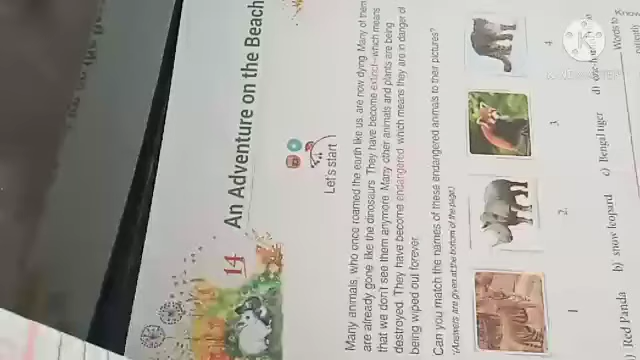 14
An Adventure on the Beach
Let's start
Many animals, who once roamed the earth like us, are now dying. Many of them
are already gone, like the dinosaurs. They have become extinct—which means
that we don't see them anymore. Many other animals and plants are being
destroyed. They have become endangered which means they are in danger of
being wiped out forever.
Can you match the names of these endangered animals to their pictures?
(Answers are given at the bottom of the page.)
1
2.
3.
4.
Red Panda
b) snow leopard
c) Bengal tiger
d)
Words to Know